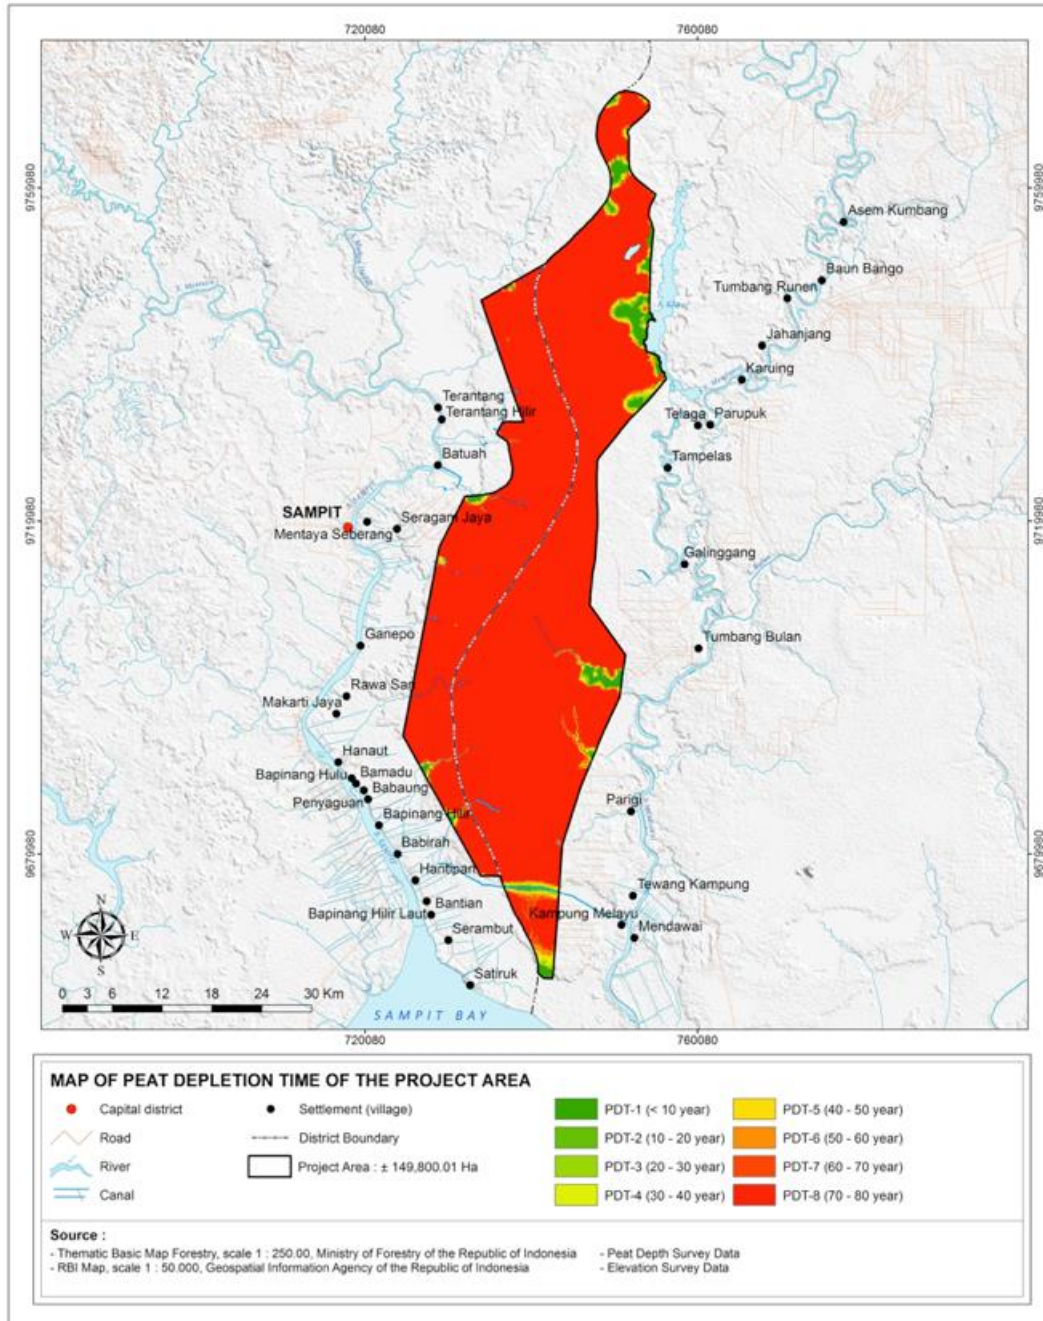 720080
760080
9759980
9759980
Asem Kumbang
Baun Bango
Tumbang Runen
Jahanjang
Karuing
Terantang
Terantang Hilir
Telaga
Parupuk
Batuah
Tampelas
SAMPIT
Seragam Jaya
Mentaya Seberang
9719980
9719980
Galinggang
Ganepo
Tumbang Bulan
Rawa Sari
Makarti Jaya
Hanaut
Bapinang Hulu
Bamadu
Babaung
Penyaguan
Parigi
Bapinang Hilir
Babirah
9679980
9679980
Hantipan
Tewang Kampung
Bantian
Bapinang Hilir Laut
Kampung Melayu
Mendawai
Serambut
Satiruk
N
W
E
S
0 3 6 12 18 24 30 Km
SAMPIT BAY
720080
760080
MAP OF PEAT DEPLETION TIME OF THE PROJECT AREA
Capital district
Settlement (village)
Road
District Boundary
River
Project Area : ± 149,800.01 Ha
Canal
PDT-1 (< 10 year)
PDT-2 (10 - 20 year)
PDT-3 (20 - 30 year)
PDT-4 (30 - 40 year)
PDT-5 (40 - 50 year)
PDT-6 (50 - 60 year)
PDT-7 (60 - 70 year)
PDT-8 (70 - 80 year)
Source :
- Thematic Basic Map Forestry, scale 1 : 250.00, Ministry of Forestry of the Republic of Indonesia
- RBI Map, scale 1 : 50.000, Geospatial Information Agency of the Republic of Indonesia
- Peat Depth Survey Data
- Elevation Survey Data